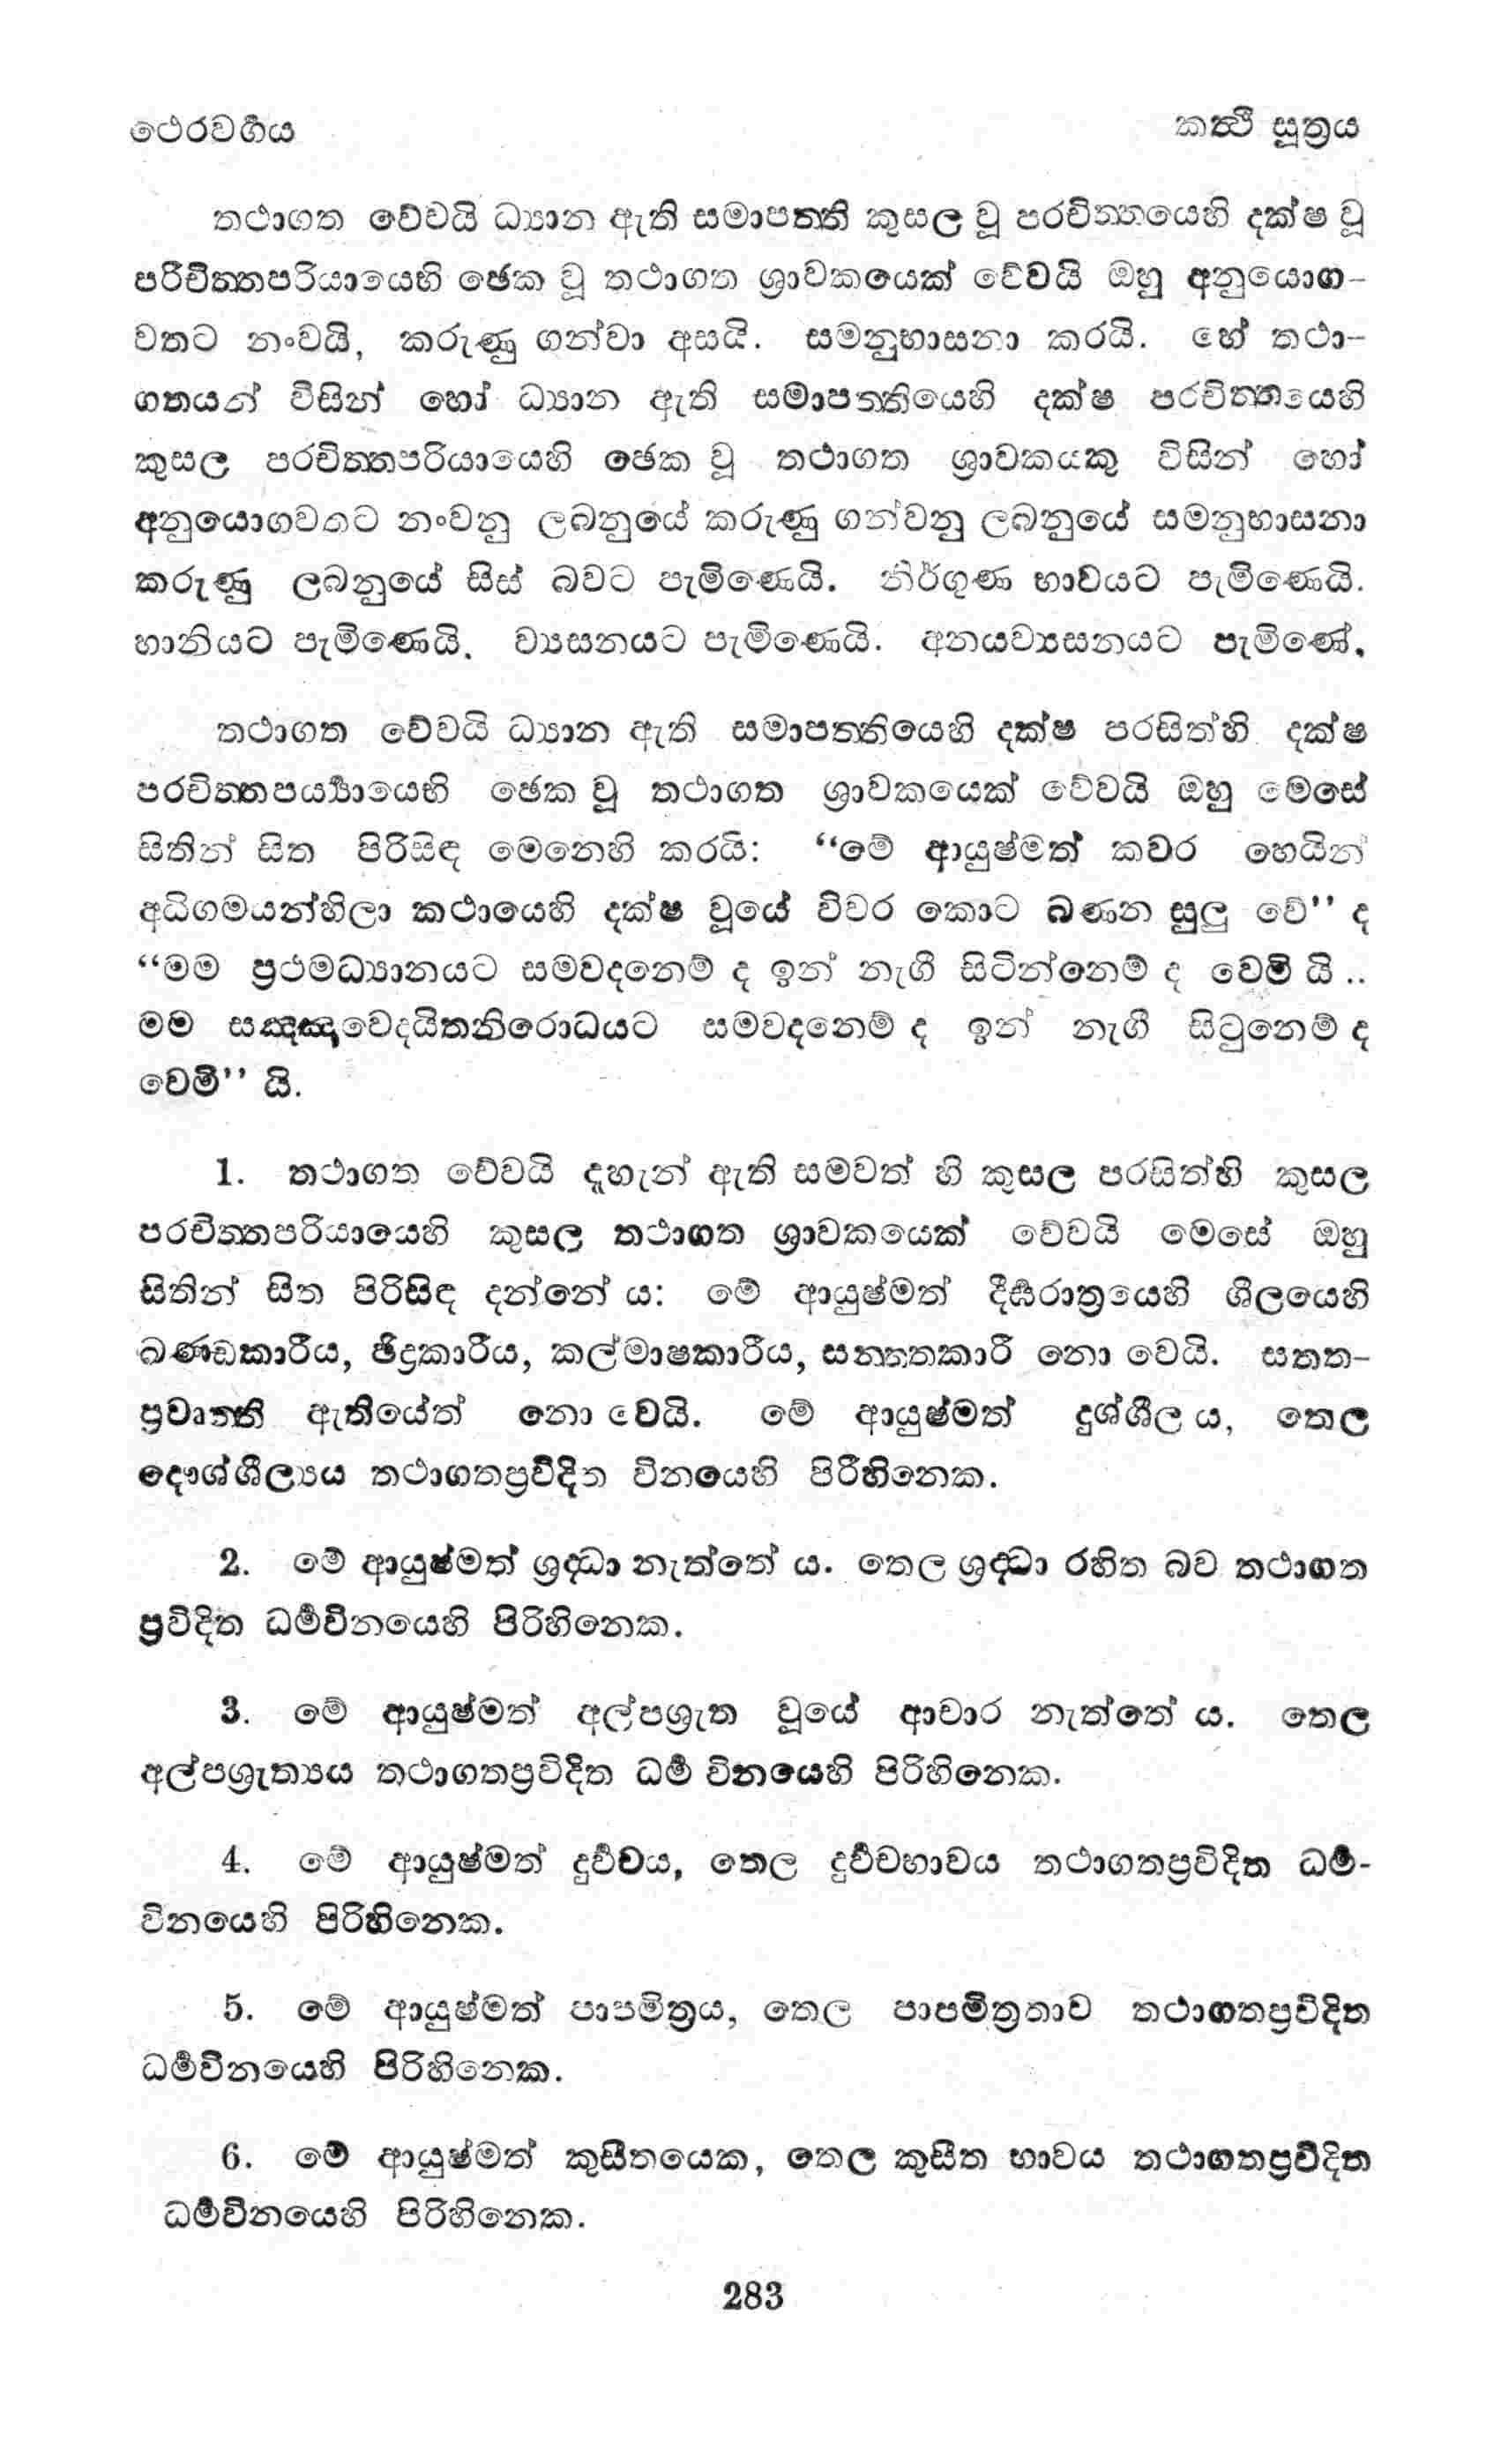 ථෙරවර්‍ගය
කත්‍ථි සූත්‍රය
තථාගත වේවයි ධ්‍යාන ඇති සමාපත්‍ති කුසල වූ පරචිත්‍තයෙහි දක්ෂ වූ
පරිචිත්‍තපරියායෙහි ඡෙක වූ තථාගත ශ්‍රාවකයෙක් වේවයි ඔහු අනුයොග-
වතට නංවයි, කරුණු ගන්වා අසයි. සමනුභාසනා කරයි. හේ තථා-
ගතයන් විසින් හෝ ධ්‍යාන ඇති සමාපත්‍තියෙහි දක්ෂ පරචිත්‍තයෙහි
කුසල පරචිත්‍තපරියායෙහි ඡෙක වූ තථාගත ශ්‍රාවකයකු විසින් හෝ
අනුයොගවතට නංවනු ලබනුයේ කරුණු ගන්වනු ලබනුයේ සමනුභාසනා
කරුණු ලබනුයේ සිස් බවට පැමිණෙයි. නිර්ගුණ භාවයට පැමිණෙයි.
හානියට පැමිණෙයි. ව්‍යසනයට පැමිණෙයි. අනයව්‍යසනයට පැමිණේ.
තථාගත වේවයි ධ්‍යාන ඇති සමාපත්‍තියෙහි දක්ෂ පරසිත්හි දක්ෂ
පරචිත්‍තපර්‍ය්‍යායෙහි ඡෙක වූ තථාගත ශ්‍රාවකයෙක් වේවයි ඔහු මෙසේ
සිතින් සිත පිරිසිඳ මෙනෙහි කරයි: “මේ ආයුෂ්මත් කවර හෙයින්
අධිගමයන්හිලා කථායෙහි දක්ෂ වූයේ විවර කොට බණන සුලු වේ” ද
“මම ප්‍රථමධ්‍යානයට සමවදනෙම් ද ඉන් නැගී සිටින්නෙම් ද වෙමි යි ..
මම සඤ්ඤාවෙදයිතනිරොධයට සමවදනෙම් ද ඉන් නැගී සිටුනෙම් ද
වෙමි” යි.
1. තථාගත වේවයි දැහැන් ඇති සමවත් හි කුසල පරසිත්හි කුසල
පරචිත්‍තපරියායෙහි කුසල තථාගත ශ්‍රාවකයෙක් වේවයි මෙසේ ඔහු
සිතින් සිත පිරිසිඳ දන්නේ ය: මේ ආයුෂ්මත් දීර්‍ඝරාත්‍රයෙහි ශීලයෙහි
ඛණ්ඩකාරීය, ඡිද්‍රකාරීය, කල්මාෂකාරීය, සන්‍තතකාරී නො වෙයි. සතත-
ප්‍රවෘත්‍ති ඇතියේත් නො වෙයි. මේ ආයුෂ්මත් දුශ්ශීල ය, තෙල
දෞශ්ශීල්‍යය තථාගතප්‍රවිදිත විනයෙහි පිරිහිනෙක.
2. මේ ආයුෂ්මත් ශ්‍රද්‍ධා නැත්තේ ය. තෙල ශ්‍රද්‍ධා රහිත බව තථාගත
ප්‍රවිදිත ධර්‍මවිනයෙහි පිරිහිනෙක.
3. මේ ආයුෂ්මත් අල්පශ්‍රැත වූයේ ආචාර නැත්තේ ය. තෙල
අල්පශ්‍රැත්‍යය තථාගතප්‍රවිදිත ධර්‍ම විනයෙහි පිරිහිනෙක.
4. මේ ආයුෂ්මත් දුර්‍වචය, තෙල දුර්‍වචභාවය තථාගතප්‍රවිදිත ධර්‍ම-
විනයෙහි පිරිහිනෙක.
5. මේ ආයුෂ්මත් පාපමිත්‍රය, තෙල පාපමිත්‍රතාව තථාගතප්‍රවිදිත
ධර්‍මවිනයෙහි පිරිහිනෙක.
6. මේ ආයුෂ්මත් කුසීතයෙක, තෙල කුසීත භාවය තථාගතප්‍රවිදිත
ධර්‍මවිනයෙහි පිරිහිනෙක.
283